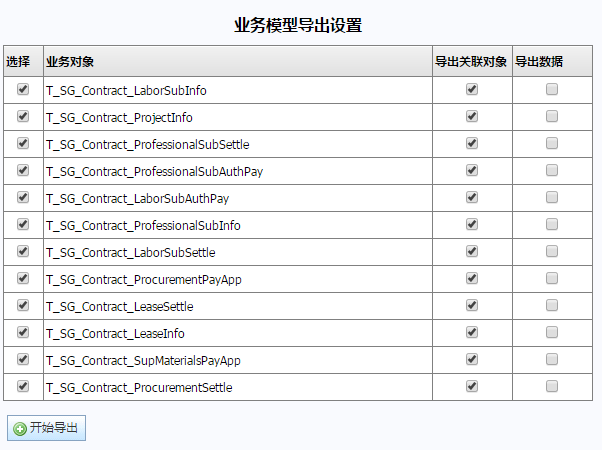 业务模型导出设置
选择 业务对象 导出关联对象 导出数据
T_SG_Contract_LaborSubInfo
T_SG_Contract_ProjectInfo
T_SG_Contract_ProfessionalSubSettle
T_SG_Contract_ProfessionalSubAuthPay
T_SG_Contract_LaborSubAuthPay
T_SG_Contract_ProfessionalSubInfo
T_SG_Contract_LaborSubSettle
T_SG_Contract_ProcurementPayApp
T_SG_Contract_LeaseSettle
T_SG_Contract_LeaseInfo
T_SG_Contract_SupMaterialsPayApp
T_SG_Contract_ProcurementSettle
开始导出